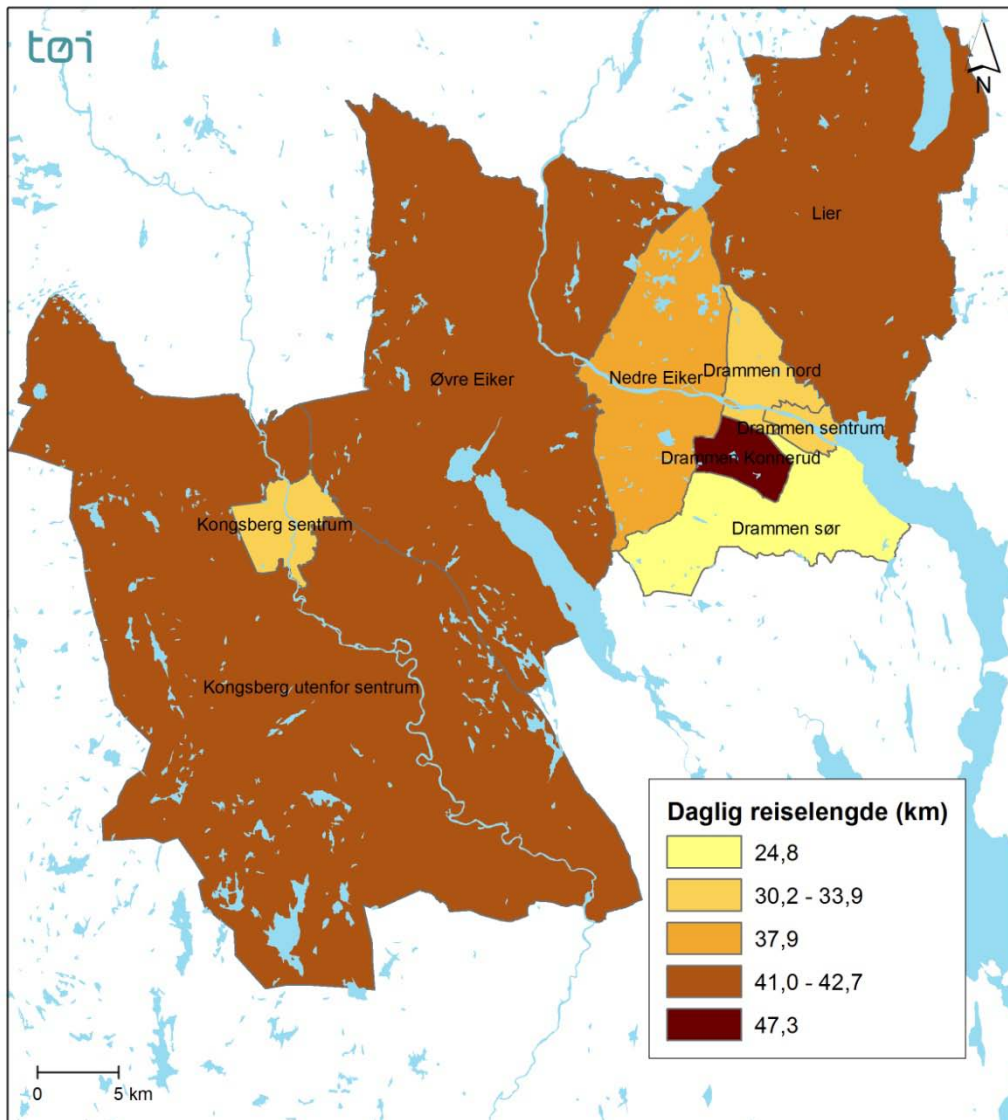 tøi
N
Lier
Øvre Eiker
Nedre Eiker
Drammen nord
Drammen sentrum
Drammen Konnerud
Kongsberg sentrum
Drammen sør
Kongsberg utenfor sentrum
Daglig reiselengde (km)
24,8
30,2 - 33,9
37,9
41,0 - 42,7
47,3
0 5 km